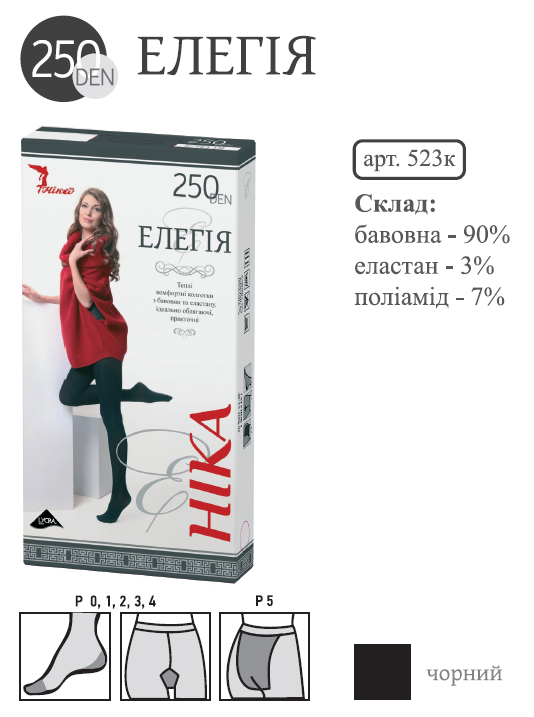 250 DEN
ЕЛЕГІЯ
250 DEN
ЕЛЕГІЯ
Теплі
комфортні колготки
з бавовни та еластану,
ідеально облягаючі,
практичні
НІКА
LYCRA
арт. 523к
Склад:
бавовна - 90%
еластан - 3%
поліамід - 7%
Р 0, 1, 2, 3, 4
Р 5
чорний